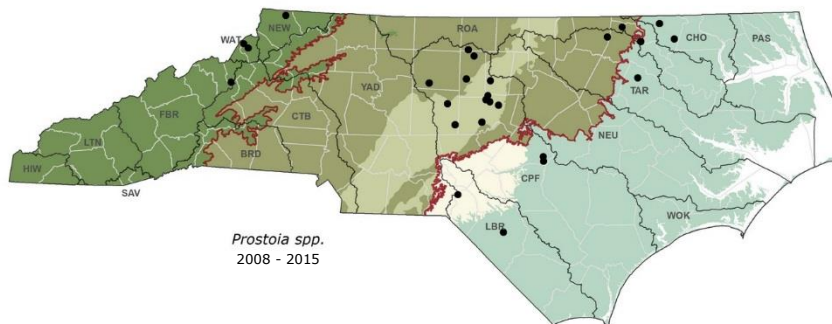 NEW
WAT
ROA
CHO
PAS
YAD
TAR
FBR
CTB
LTN
NEU
BRD
HIW
CPF
SAV
WOK
LBR
Prostoia spp.
2008 - 2015